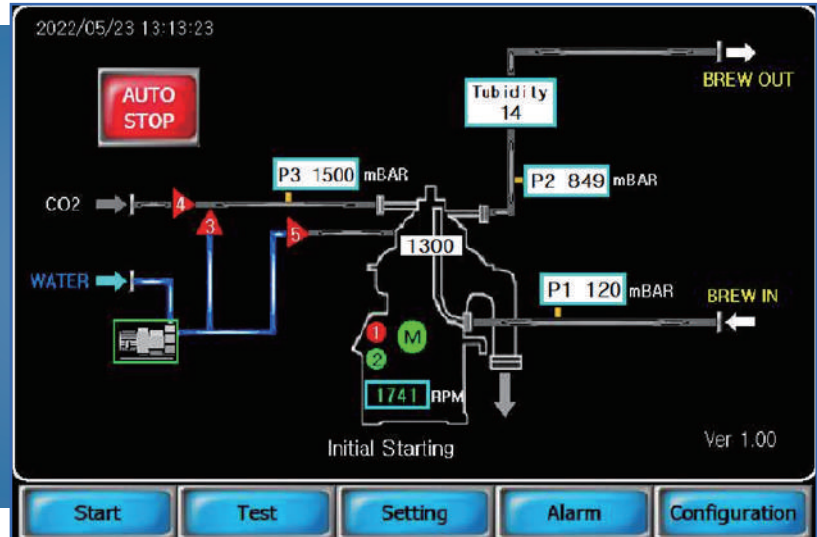 2022/05/23 13:13:23
AUTO
STOP
Tubidity
14
BREW OUT
P3 1500 mBAR
P2 849 mBAR
CO2
4
3
5
1300
WATER
P1 120 mBAR
BREW IN
1
M
2
1741 RPM
Initial Starting
Ver 1.00
Start
Test
Setting
Alarm
Configuration